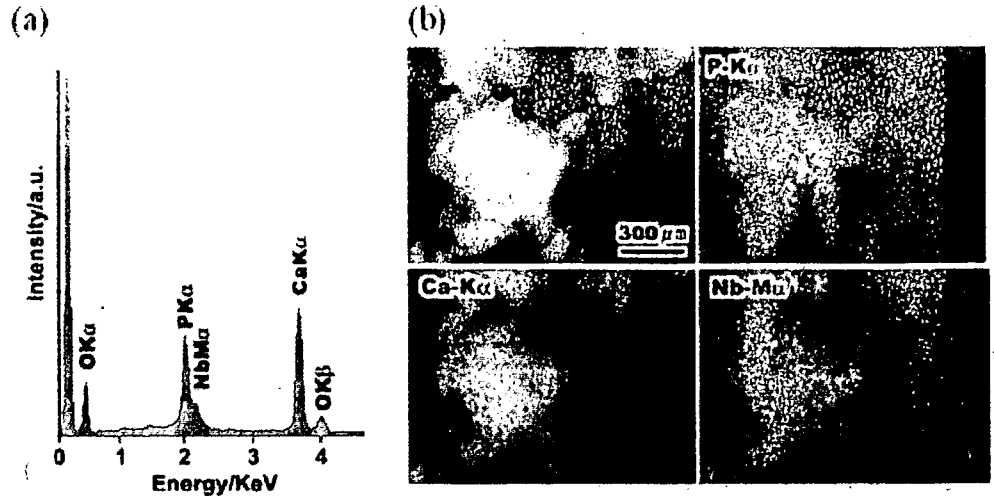 (a)
Intensity/a.u.
OKα
PKα
NbMα
CaKα
OKβ
0 1 2 3 4
Energy/KeV
(b)
P-Kα
300 μm
Ca-Kα
Nb-Mα